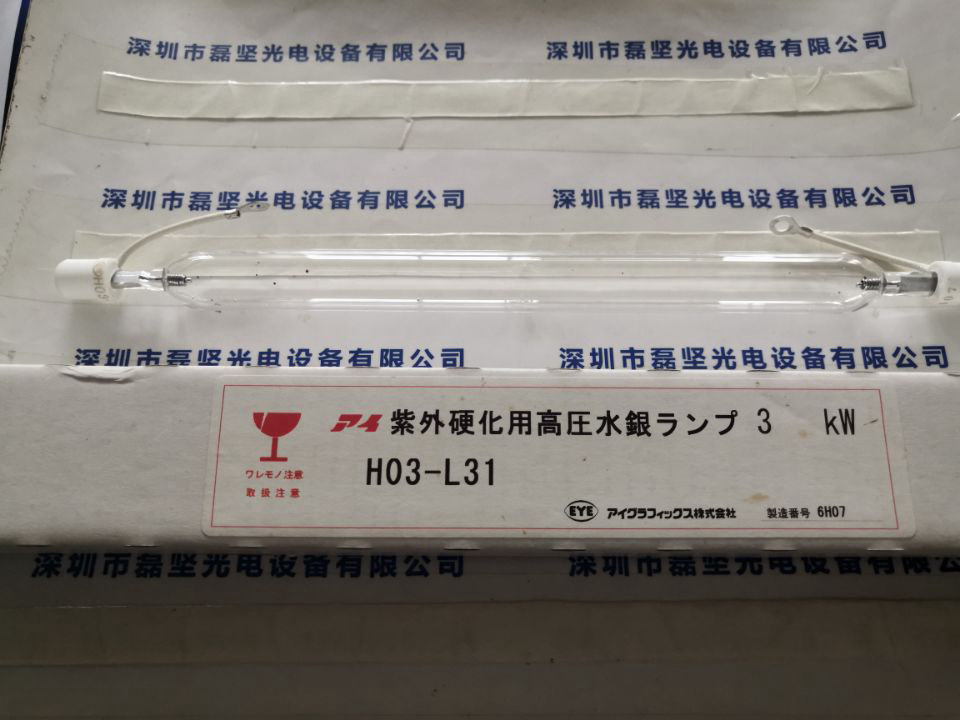 深圳市磊坚光电设备有限公司 深圳市磊坚光电设备有限公司
深圳市磊坚光电设备有限公司 深圳市磊坚光电设备有限公司
深圳市磊坚光电设备有限公司 深圳市磊坚光电设备有限公司
アイ 紫外硬化用高圧水銀ランプ 3 kW
H03-L31
ワレモノ注意
取扱注意
EYE アイグラフィックス株式会社 製造番号 6H07
深圳市磊坚光电设备有限公司 深圳市磊坚光电设备有限公司